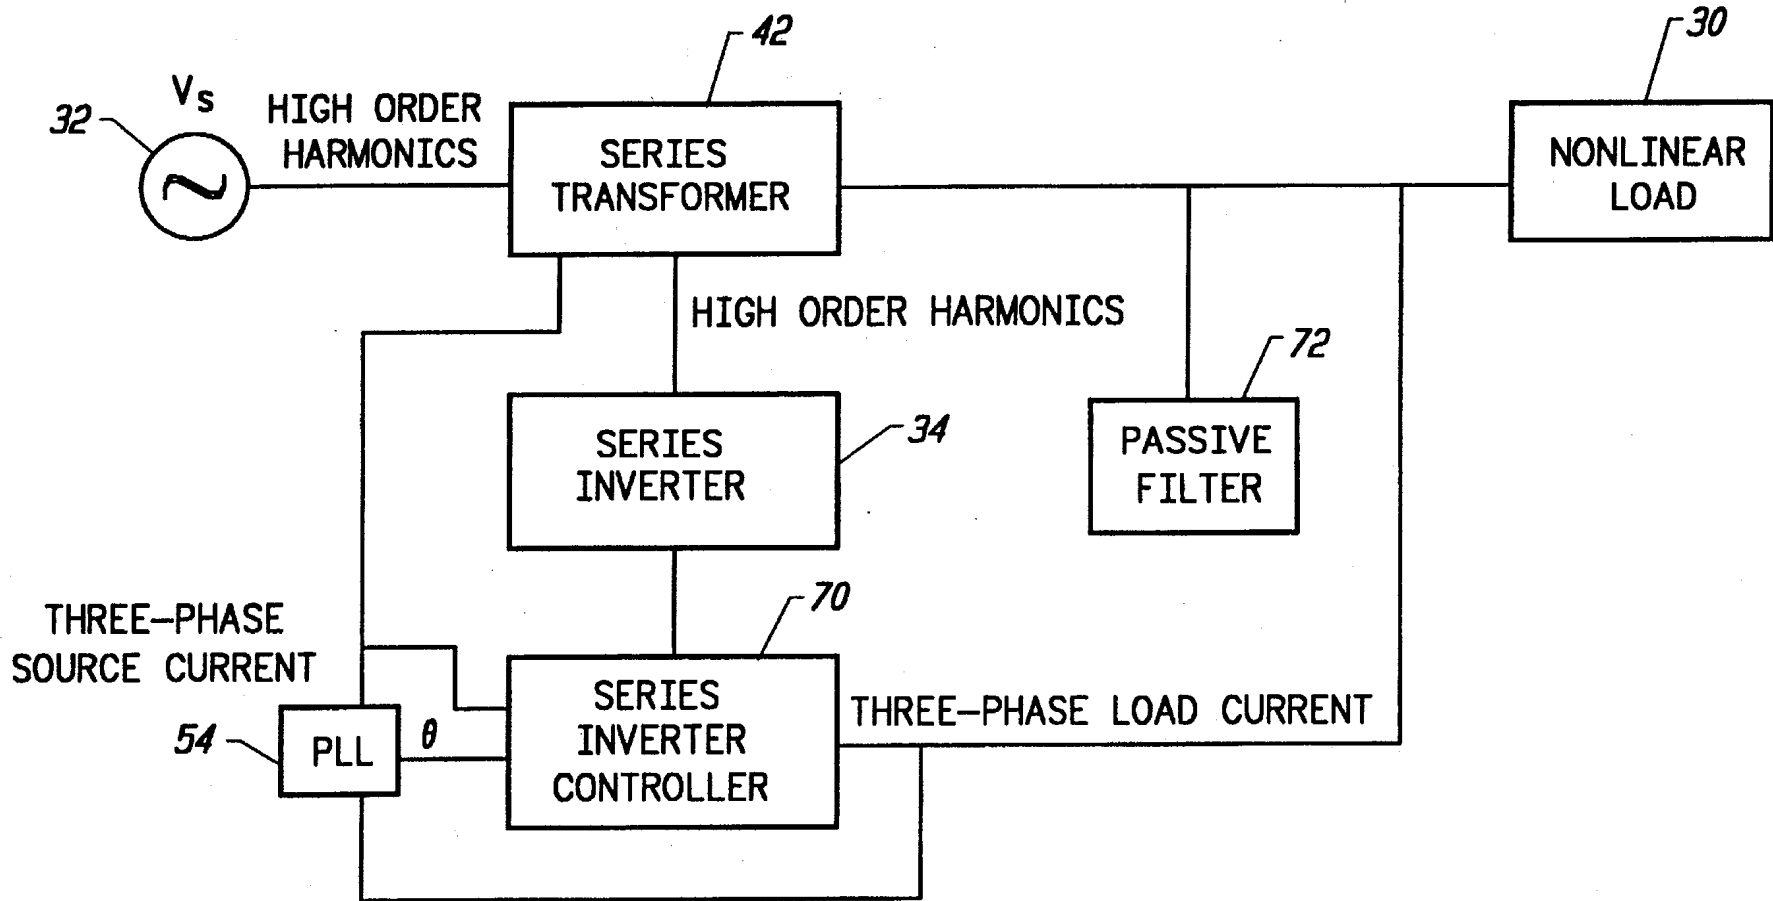 42
30
Vs
32
HIGH ORDER
HARMONICS
SERIES
TRANSFORMER
NONLINEAR
LOAD
HIGH ORDER HARMONICS
72
34
SERIES
INVERTER
PASSIVE
FILTER
70
THREE-PHASE
SOURCE CURRENT
SERIES
INVERTER
CONTROLLER
THREE-PHASE LOAD CURRENT
54
PLL
θ